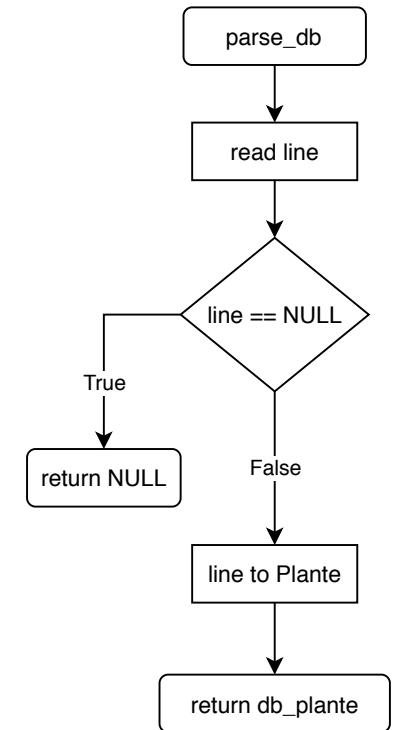 parse_db
read line
line == NULL
True
return NULL
False
line to Plante
return db_plante